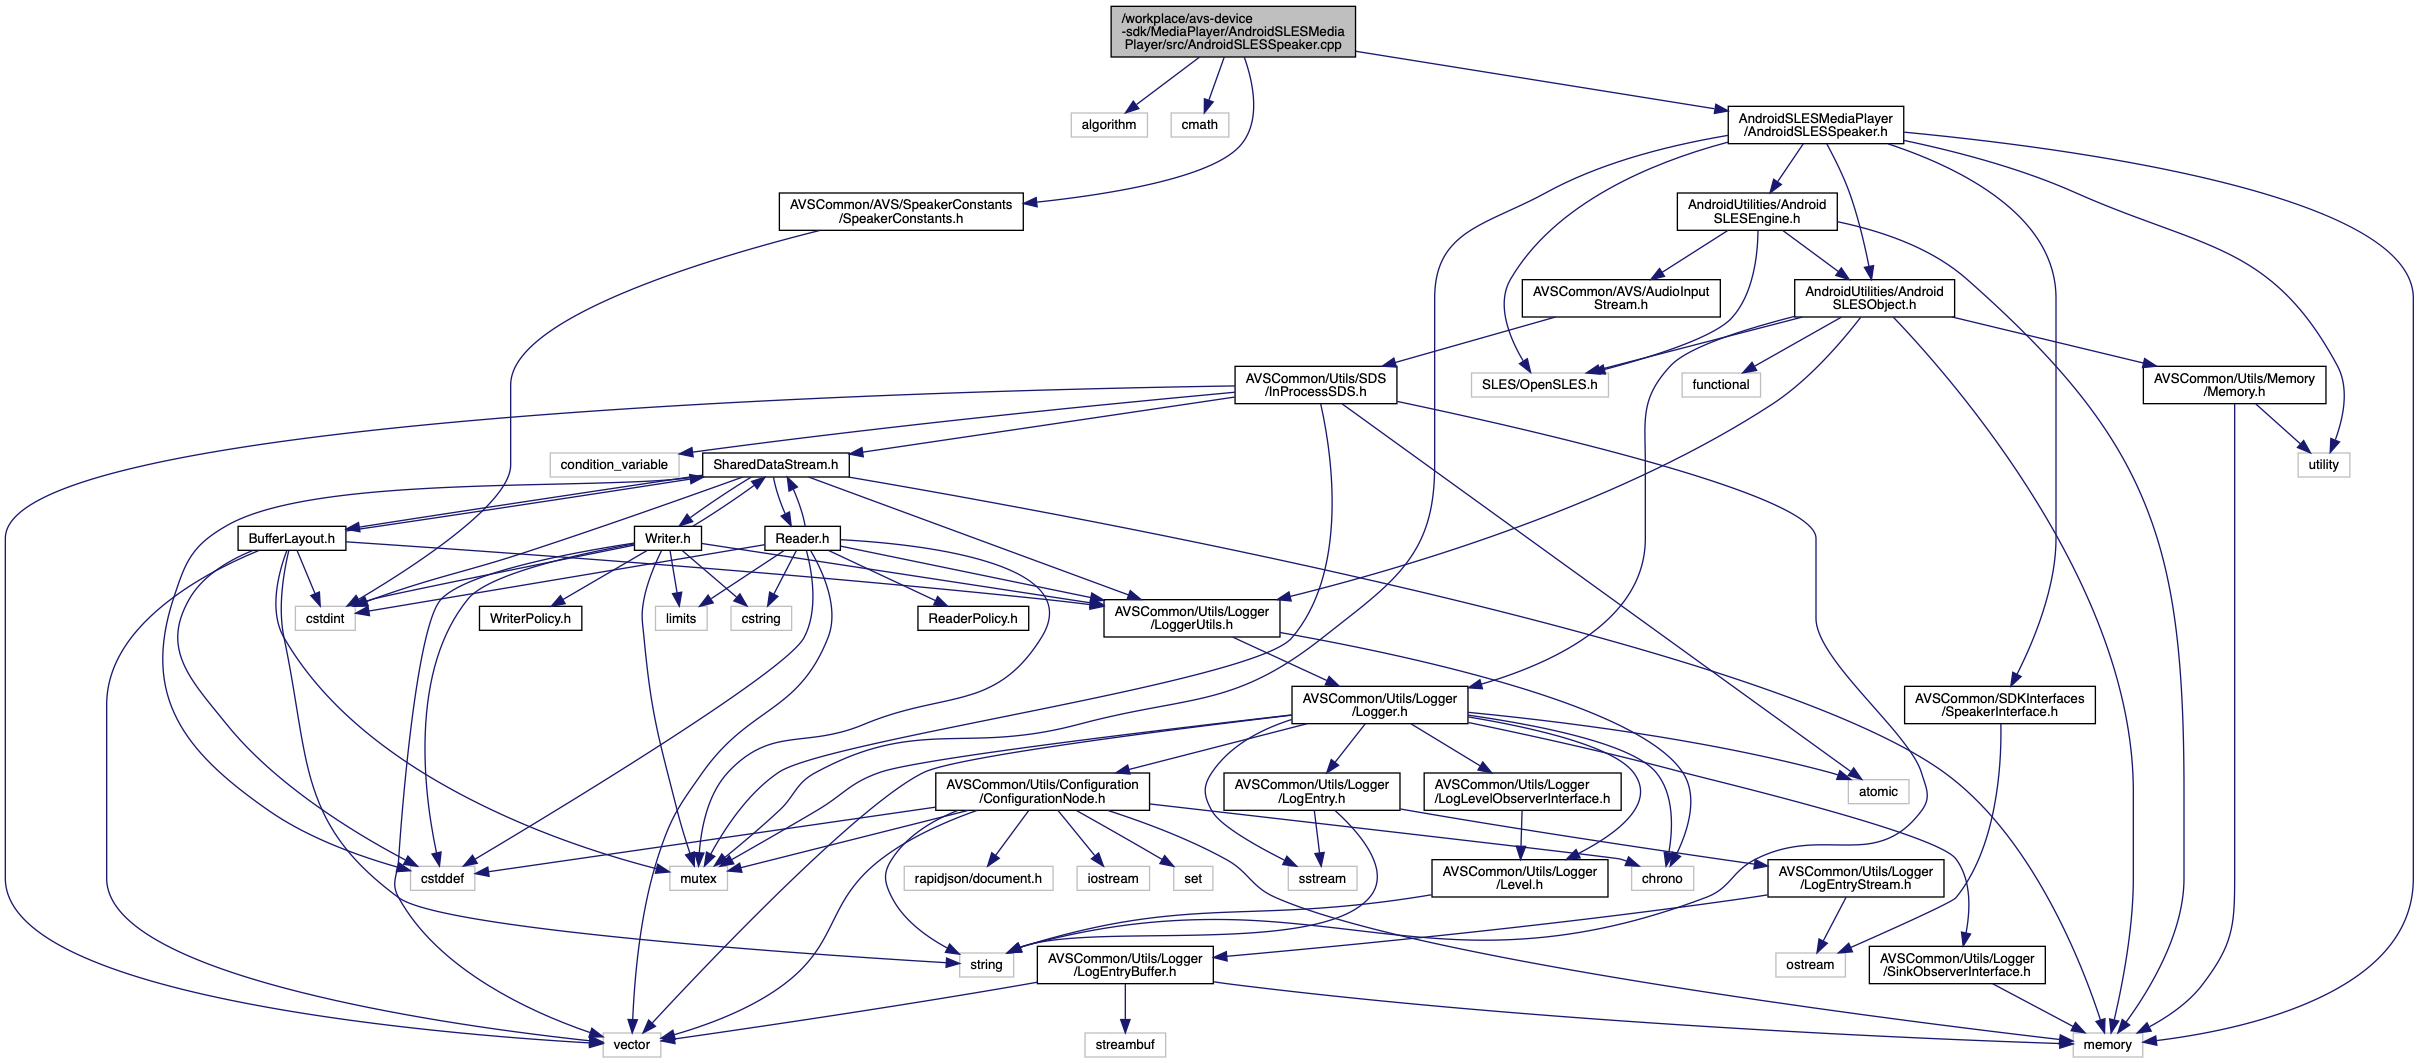 /workplace/avs-device
-sdk/MediaPlayer/AndroidSLESMedia
Player/src/AndroidSLESSpeaker.cpp
algorithm
cmath
AndroidSLESMediaPlayer
/AndroidSLESSpeaker.h
AVSCommon/AVS/SpeakerConstants
/SpeakerConstants.h
AndroidUtilities/Android
SLESEngine.h
AVSCommon/AVS/AudioInput
Stream.h
AndroidUtilities/Android
SLESObject.h
AVSCommon/Utils/SDS
/InProcessSDS.h
SLES/OpenSLES.h
functional
AVSCommon/Utils/Memory
/Memory.h
condition_variable
SharedDataStream.h
utility
BufferLayout.h
Writer.h
Reader.h
cstdint
WriterPolicy.h
limits
cstring
ReaderPolicy.h
AVSCommon/Utils/Logger
/LoggerUtils.h
AVSCommon/Utils/Logger
/Logger.h
AVSCommon/SDKInterfaces
/SpeakerInterface.h
AVSCommon/Utils/Configuration
/ConfigurationNode.h
AVSCommon/Utils/Logger
/LogEntry.h
AVSCommon/Utils/Logger
/LogLevelObserverInterface.h
atomic
cstddef
mutex
rapidjson/document.h
iostream
set
sstream
AVSCommon/Utils/Logger
/Level.h
chrono
AVSCommon/Utils/Logger
/LogEntryStream.h
string
AVSCommon/Utils/Logger
/LogEntryBuffer.h
ostream
AVSCommon/Utils/Logger
/SinkObserverInterface.h
vector
streambuf
memory